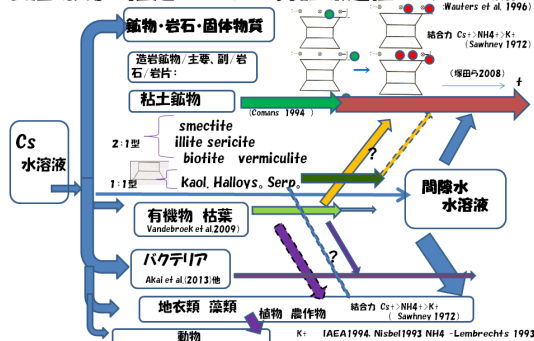 :Wauters et al. 1996)
鉱物・岩石・固体物質
結合力 Cs+>NH4+>K+
(Sawhney 1972)
造岩鉱物/主要、副/岩
石/岩片:
(塚田ら2008)
t
粘土鉱物
(Comans 1994 )
smectite
2:1型
illite sericite
biotite vermiculite
?
Cs
水溶液
1:1型
kaol. Halloys。Serp。
間隙水
水溶液
有機物 枯葉
Vandebroek et al.2009)
?
バクテリア
Akai et al.(2013)他
地衣類 藻類
植物 農作物
結合力 Cs+>NH4+>K+
( Sawhney 1972)
動物
K+ IAEA1994. Nisbel1993 NH4 -Lembrechts 1993